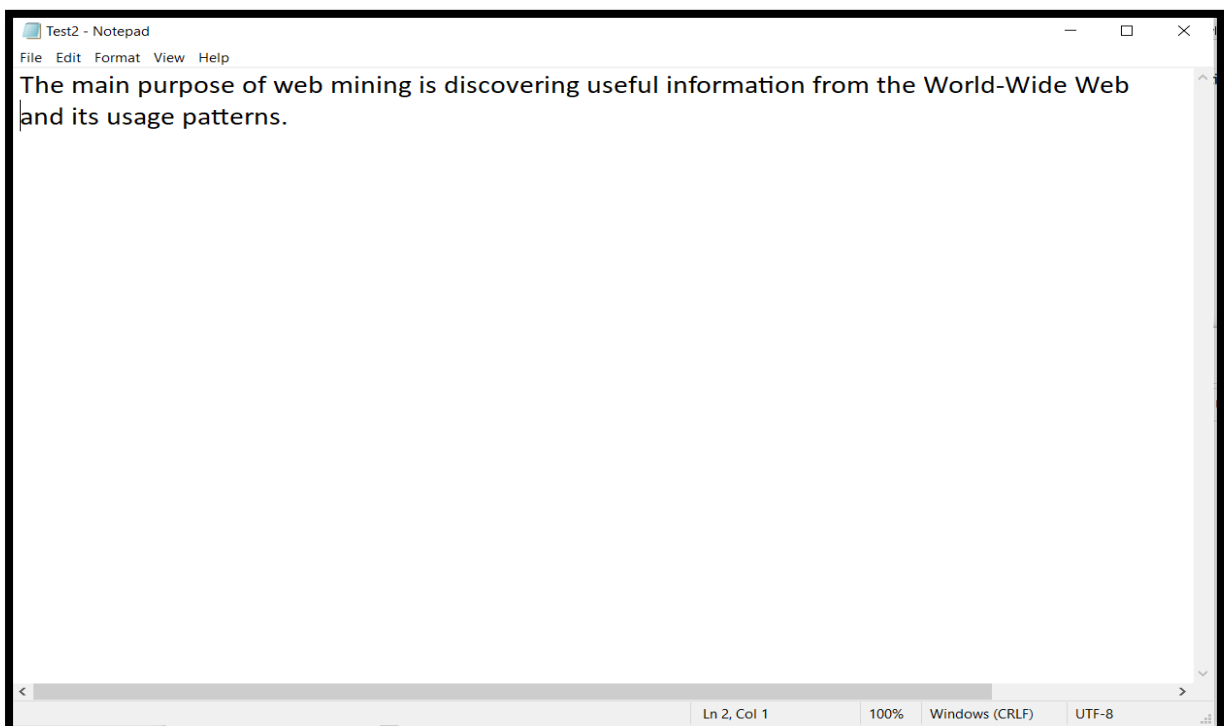 Test2 - Notepad
File Edit Format View Help
The main purpose of web mining is discovering useful information from the World-Wide Web
and its usage patterns.
Ln 2, Col 1 100% Windows (CRLF) UTF-8